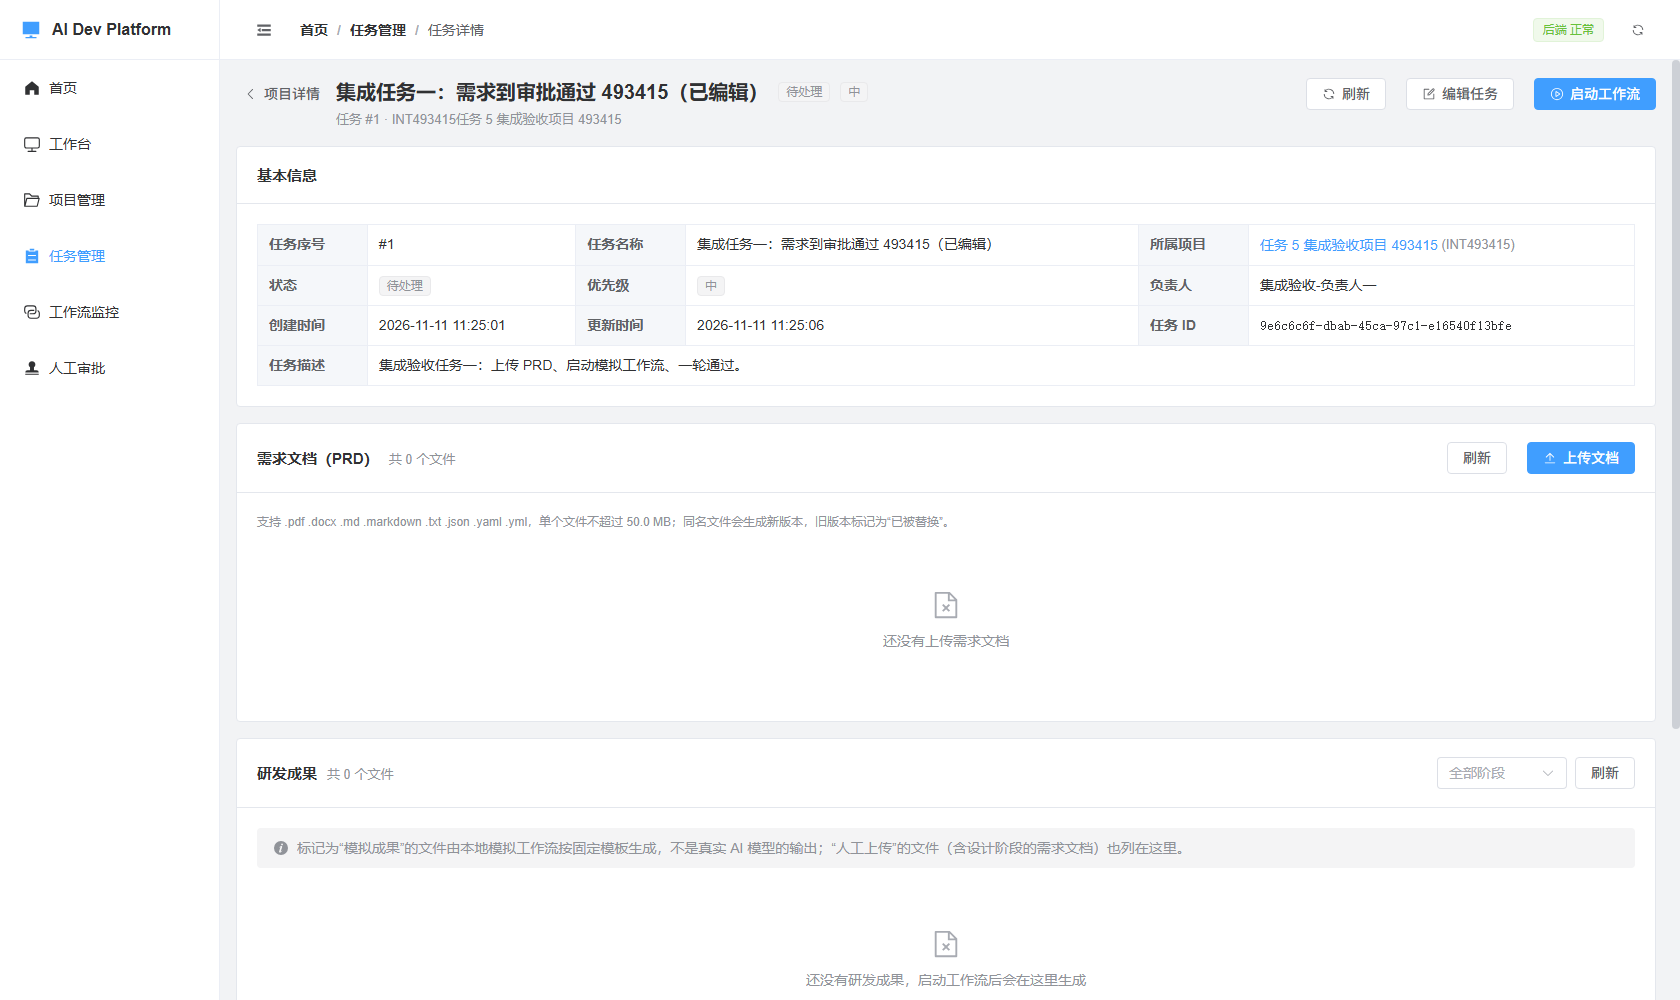 AI Dev Platform
首页 / 任务管理 / 任务详情
后端 正常
首页
工作台
项目管理
任务管理
工作流监控
人工审批
项目详情
集成任务一：需求到审批通过 493415（已编辑）
待处理
中
任务 #1 · INT493415任务 5 集成验收项目 493415
刷新
编辑任务
启动工作流
基本信息
任务序号 #1 任务名称 集成任务一：需求到审批通过 493415（已编辑） 所属项目 任务 5 集成验收项目 493415 (INT493415)
状态 待处理 优先级 中 负责人 集成验收-负责人一
创建时间 2026-11-11 11:25:01 更新时间 2026-11-11 11:25:06 任务 ID 9e6c6c6f-dbab-45ca-97c1-e16540f13bfe
任务描述 集成验收任务一：上传 PRD、启动模拟工作流、一轮通过。
需求文档（PRD） 共 0 个文件
刷新
上传文档
支持 .pdf .docx .md .markdown .txt .json .yaml .yml，单个文件不超过 50.0 MB；同名文件会生成新版本，旧版本标记为“已被替换”。
还没有上传需求文档
研发成果 共 0 个文件
全部阶段
刷新
标记为“模拟成果”的文件由本地模拟工作流按固定模板生成，不是真实 AI 模型的输出；“人工上传”的文件（含设计阶段的需求文档）也列在这里。
还没有研发成果，启动工作流后会在这里生成